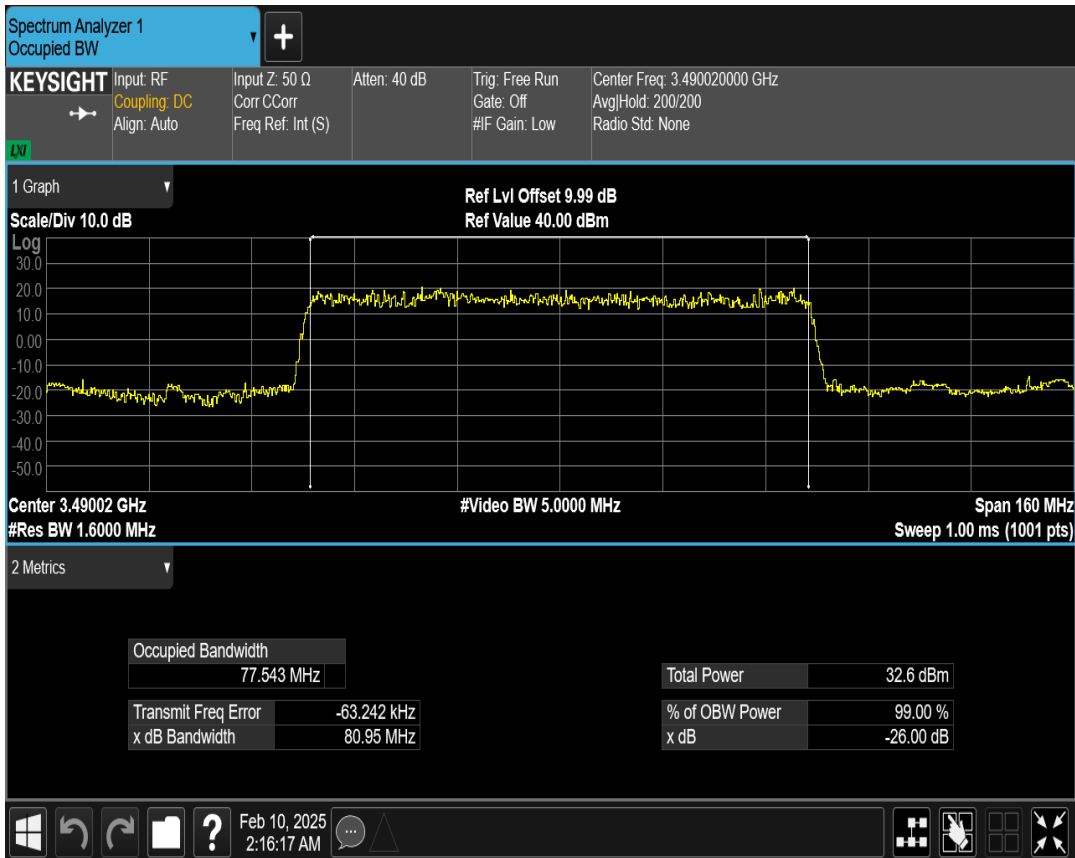 Spectrum Analyzer 1
Occupied BW
+
KEYSIGHT
LXI
Input: RF
Coupling: DC
Align: Auto
Input Z: 50 Ω
Corr CCorr
Freq Ref: Int (S)
Atten: 40 dB
Trig: Free Run
Gate: Off
#IF Gain: Low
Center Freq: 3.490020000 GHz
Avg|Hold: 200/200
Radio Std: None
1 Graph
Scale/Div 10.0 dB
Ref Lvl Offset 9.99 dB
Ref Value 40.00 dBm
Log
30.0
20.0
10.0
0.00
-10.0
-20.0
-30.0
-40.0
-50.0
Center 3.49002 GHz
#Video BW 5.0000 MHz
Span 160 MHz
#Res BW 1.6000 MHz
Sweep 1.00 ms (1001 pts)
2 Metrics
Occupied Bandwidth
77.543 MHz
Transmit Freq Error -63.242 kHz
x dB Bandwidth 80.95 MHz
Total Power 32.6 dBm
% of OBW Power 99.00 %
x dB -26.00 dB
?
Feb 10, 2025
2:16:17 AM